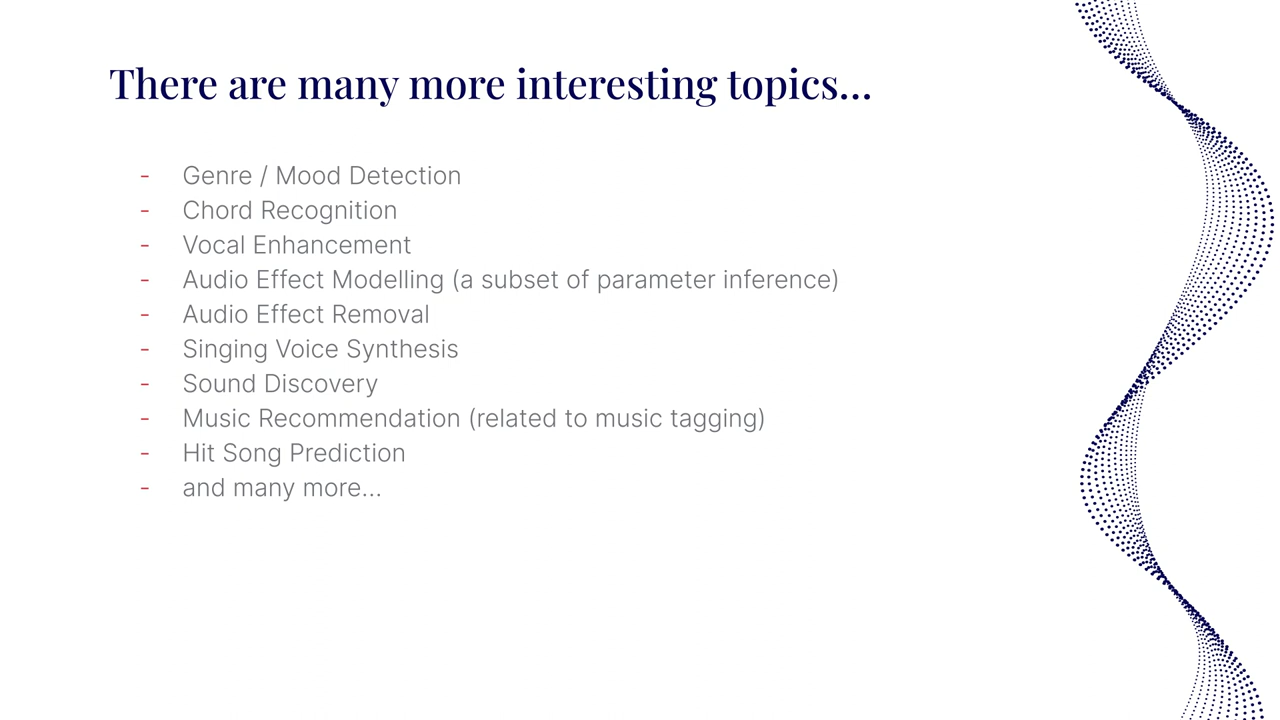 There are many more interesting topics...
- Genre / Mood Detection
- Chord Recognition
- Vocal Enhancement
- Audio Effect Modelling (a subset of parameter inference)
- Audio Effect Removal
- Singing Voice Synthesis
- Sound Discovery
- Music Recommendation (related to music tagging)
- Hit Song Prediction
- and many more...